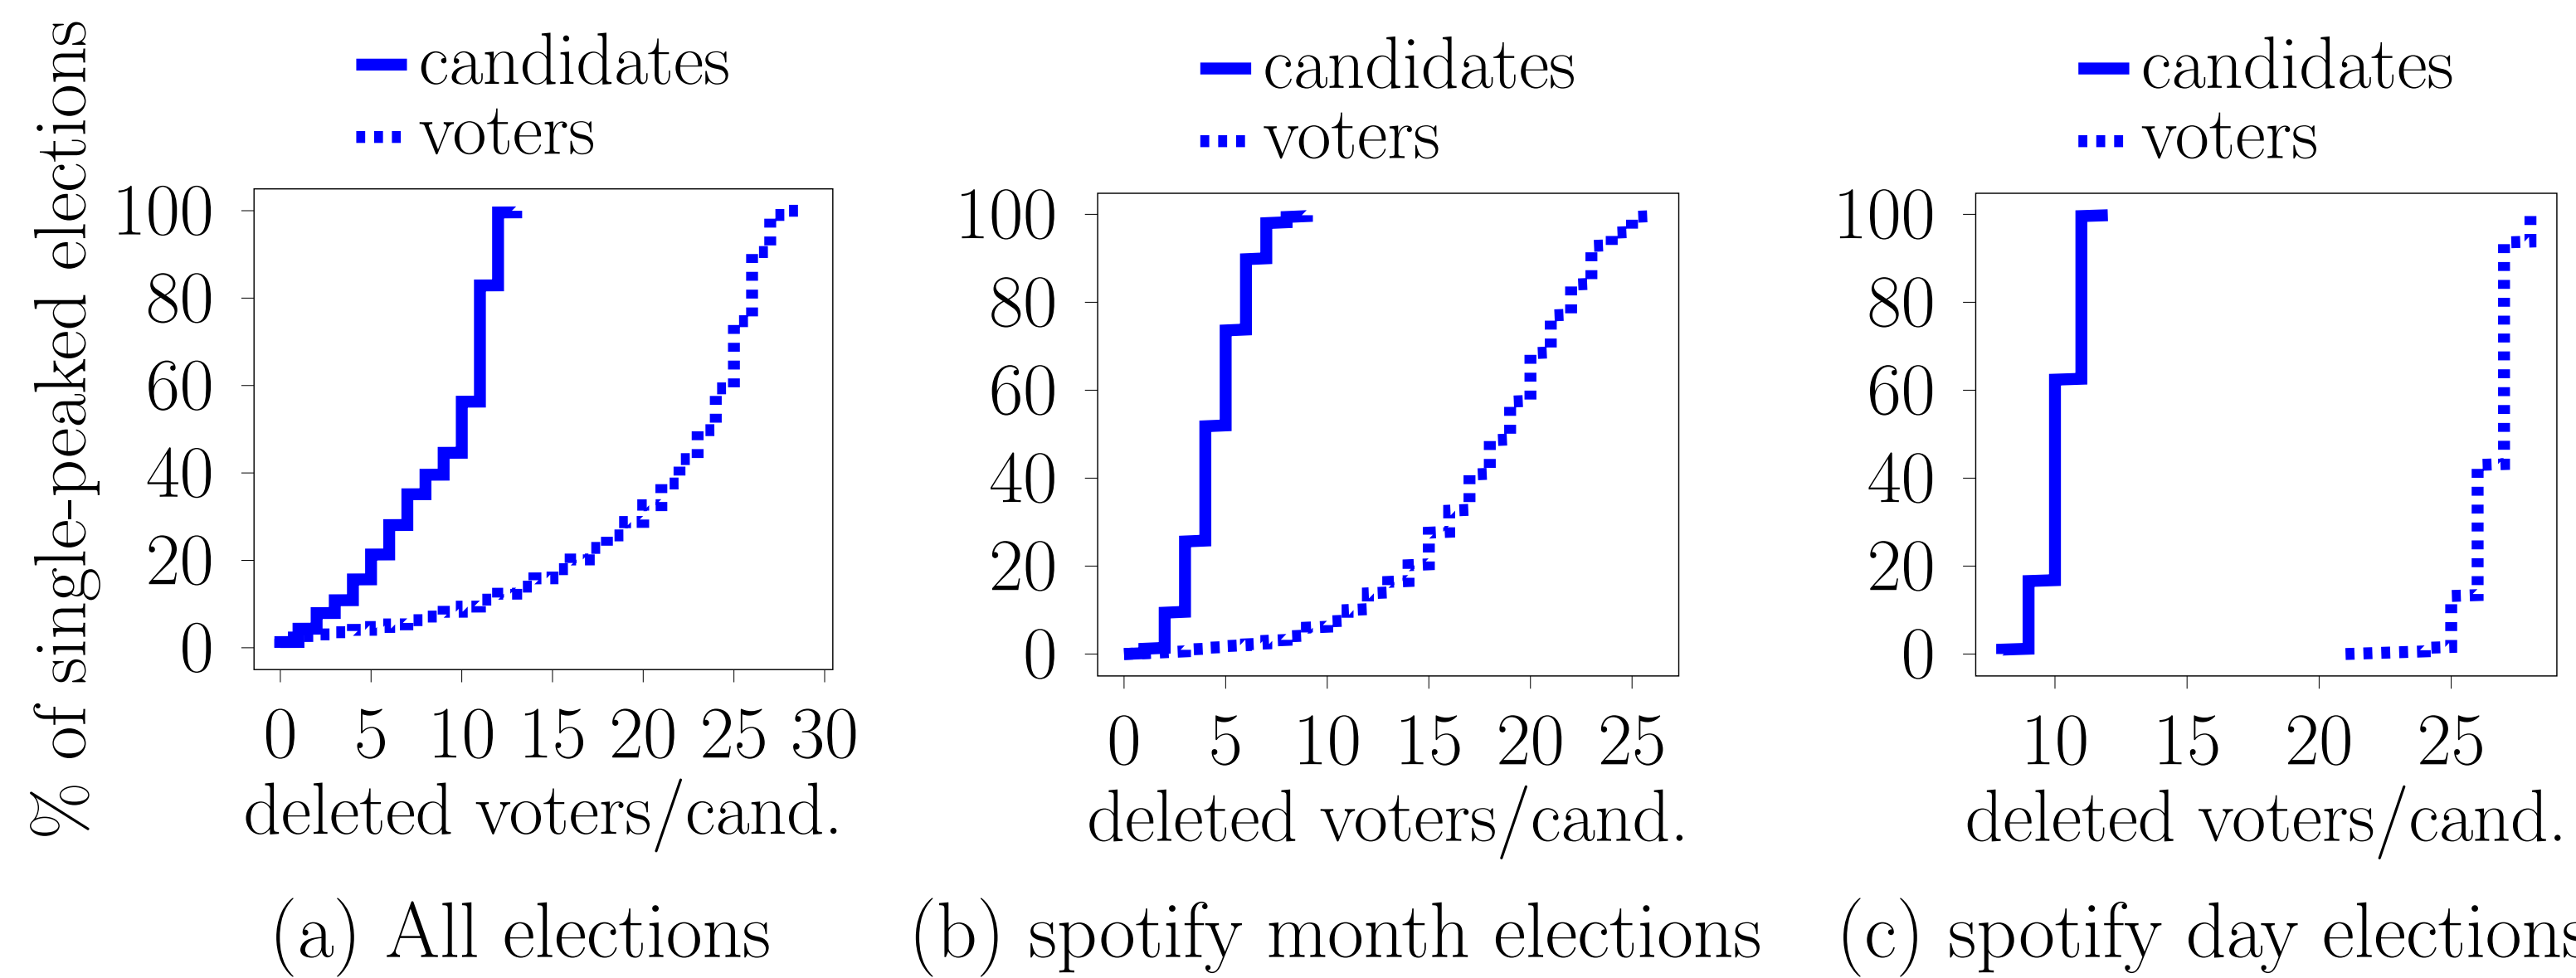 % of single-peaked elections
candidates
voters
100
80
60
40
20
0
0 5 10 15 20 25 30
deleted voters/cand.
(a) All elections
candidates
voters
100
80
60
40
20
0
0 5 10 15 20 25
deleted voters/cand.
(b) spotify month elections
candidates
voters
100
80
60
40
20
0
10 15 20 25
deleted voters/cand.
(c) spotify day elections